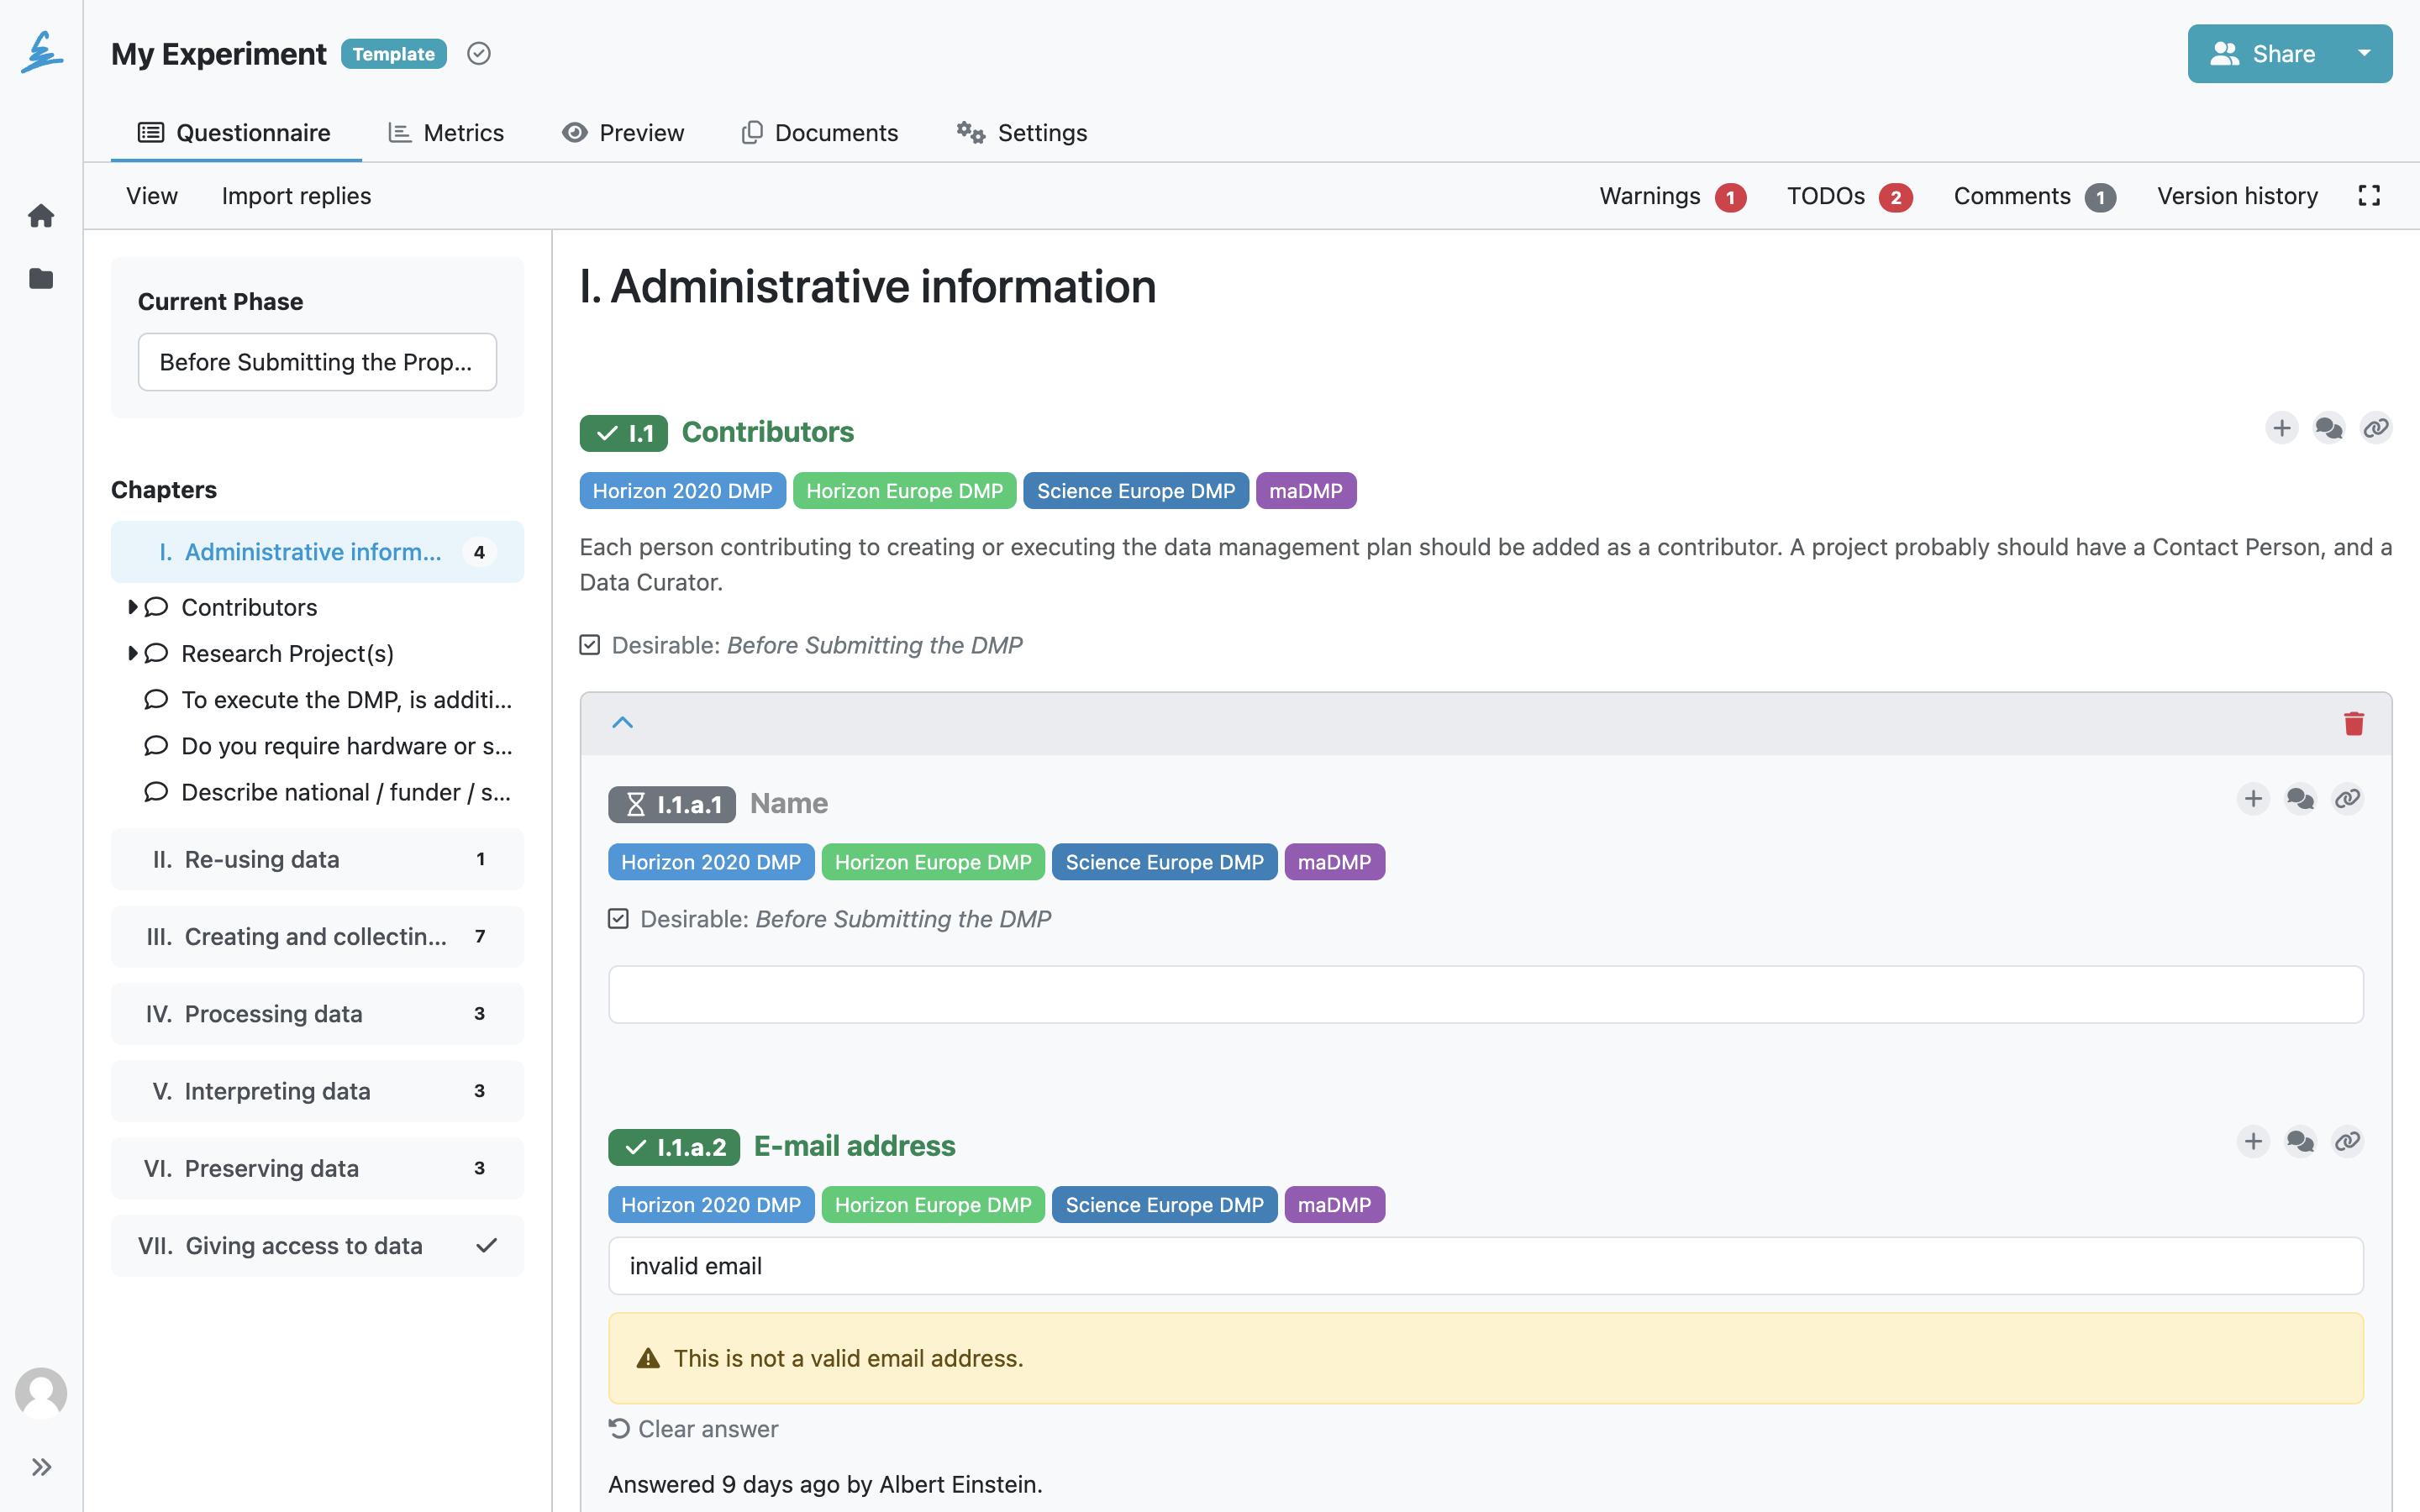 My Experiment Template
Share
Questionnaire Metrics Preview Documents Settings
View Import replies Warnings 1 TODOs 2 Comments 1 Version history
Current Phase
Before Submitting the Prop...
Chapters
I. Administrative inform... 4
Contributors
Research Project(s)
To execute the DMP, is additi...
Do you require hardware or s...
Describe national / funder / s...
II. Re-using data 1
III. Creating and collectin... 7
IV. Processing data 3
V. Interpreting data 3
VI. Preserving data 3
VII. Giving access to data
I. Administrative information
I.1 Contributors
Horizon 2020 DMP Horizon Europe DMP Science Europe DMP maDMP
Each person contributing to creating or executing the data management plan should be added as a contributor. A project probably should have a Contact Person, and a
Data Curator.
Desirable: Before Submitting the DMP
I.1.a.1 Name
Horizon 2020 DMP Horizon Europe DMP Science Europe DMP maDMP
Desirable: Before Submitting the DMP
I.1.a.2 E-mail address
Horizon 2020 DMP Horizon Europe DMP Science Europe DMP maDMP
invalid email
This is not a valid email address.
Clear answer
Answered 9 days ago by Albert Einstein.